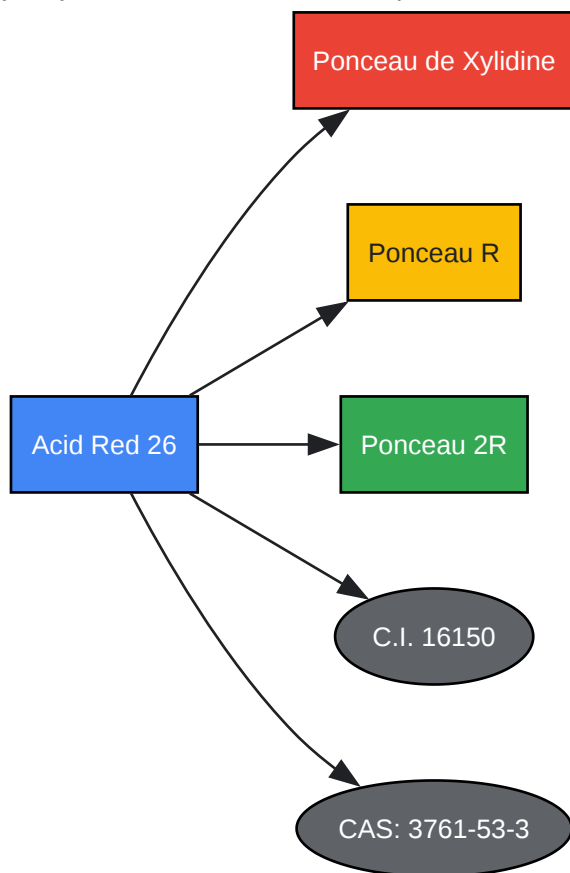 Ponceau de Xylidine
Ponceau R
Acid Red 26
Ponceau 2R
C.I. 16150
CAS: 3761-53-3